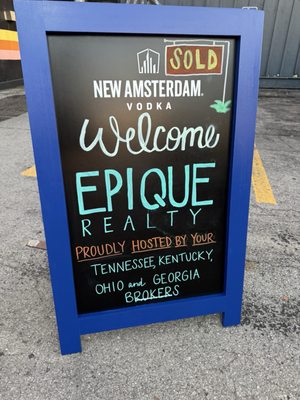 SOLD
NEW AMSTERDAM.
VODKA
Welcome
EPIQUE
REALTY
PROUDLY HOSTED BY YOUR
TENNESSEE, KENTUCKY,
OHIO and GEORGIA
BROKERS